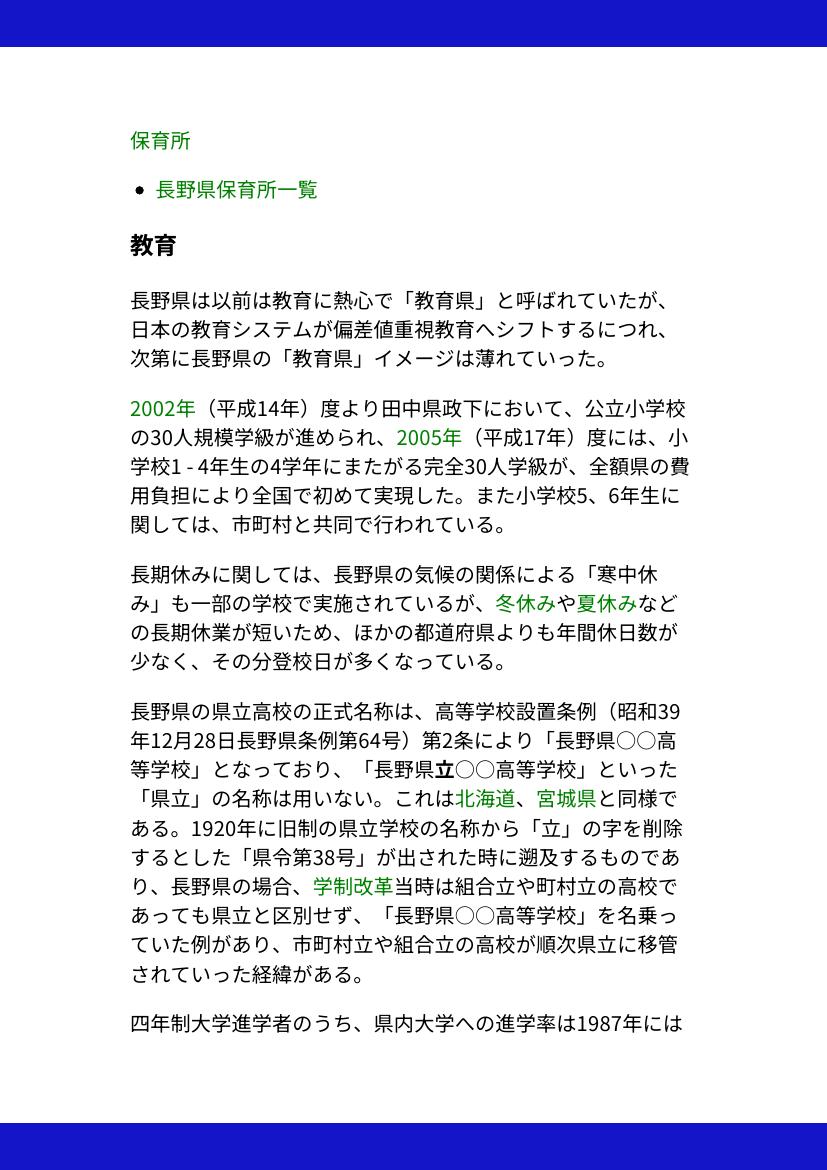 保育所
• 長野県保育所一覧
教育
長野県は以前は教育に熱心で「教育県」と呼ばれていたが、
日本の教育システムが偏差値重視教育へシフトするにつれ、
次第に長野県の「教育県」イメージは薄れていった。
2002年（平成14年）度より田中県政下において、公立小学校
の30人規模学級が進められ、2005年（平成17年）度には、小
学校1 - 4年生の4学年にまたがる完全30人学級が、全額県の費
用負担により全国で初めて実現した。また小学校5、6年生に
関しては、市町村と共同で行われている。
長期休みに関しては、長野県の気候の関係による「寒中休
み」も一部の学校で実施されているが、冬休みや夏休みなど
の長期休業が短いため、ほかの都道府県よりも年間休日数が
少なく、その分登校日が多くなっている。
長野県の県立高校の正式名称は、高等学校設置条例（昭和39
年12月28日長野県条例第64号）第2条により「長野県○○高
等学校」となっており、「長野県立○○高等学校」といった
「県立」の名称は用いない。これは北海道、宮城県と同様で
ある。1920年に旧制の県立学校の名称から「立」の字を削除
するとした「県令第38号」が出された時に遡及するものであ
り、長野県の場合、学制改革当時は組合立や町村立の高校で
あっても県立と区別せず、「長野県○○高等学校」を名乗っ
ていた例があり、市町村立や組合立の高校が順次県立に移管
されていった経緯がある。
四年制大学進学者のうち、県内大学への進学率は1987年には